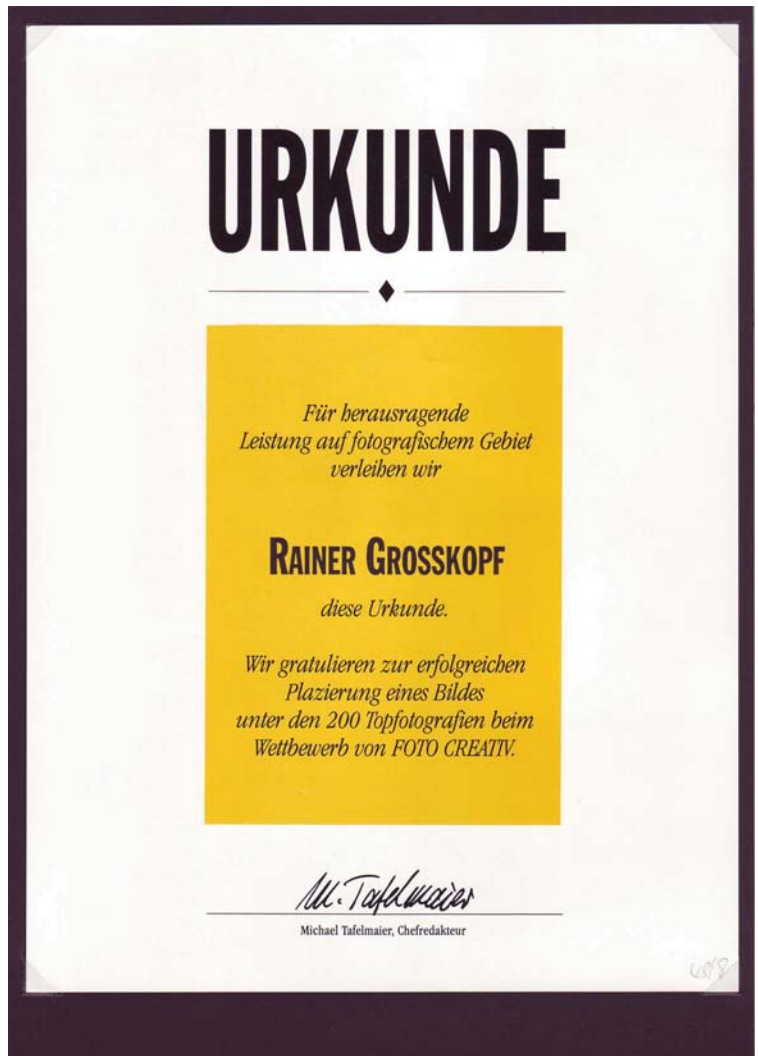 URKUNDE
Für herausragende
Leistung auf fotografischem Gebiet
verleihen wir
RAINER GROSSKOPF
diese Urkunde.
Wir gratulieren zur erfolgreichen
Plazierung eines Bildes
unter den 200 Topfotografien beim
Wettbewerb von FOTO CREATIV.
M. Tafelmaier
Michael Tafelmaier, Chefredakteur